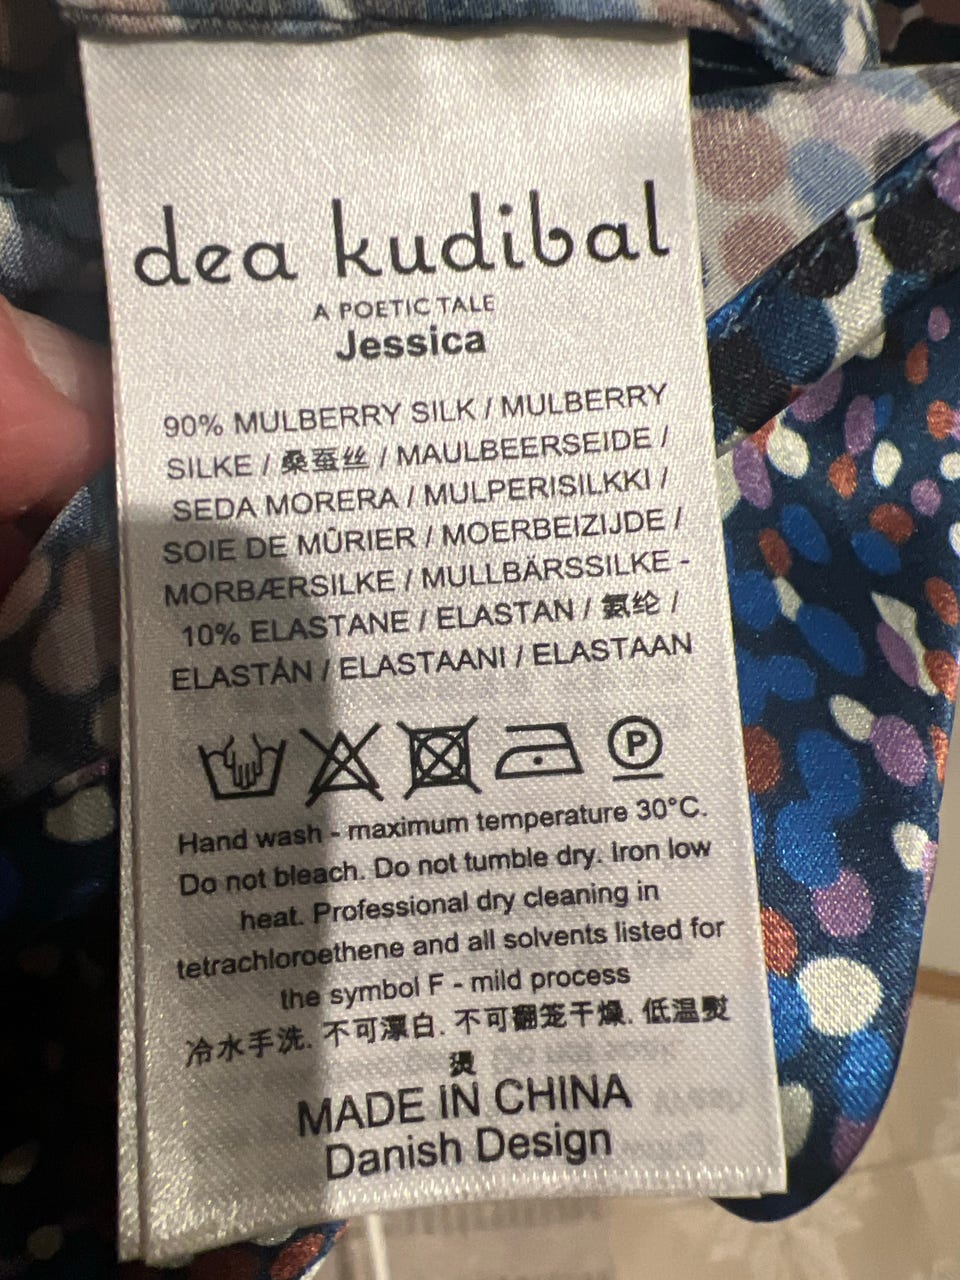 dea kudibal
A POETIC TALE
Jessica
90% MULBERRY SILK / MULBERRY
SILKE / 桑蚕丝 / MAULBEERSEIDE /
SEDA MORERA / MULPERISILKKI /
SOIE DE MÛRIER / MOERBEIZIJDE /
MORBÆRSILKE / MULLBÄRSSILKE -
10% ELASTANE / ELASTAN / 氨纶 /
ELASTÁN / ELASTAANI / ELASTAAN
P
Hand wash - maximum temperature 30°C.
Do not bleach. Do not tumble dry. Iron low
heat. Professional dry cleaning in
tetrachloroethene and all solvents listed for
the symbol F - mild process
冷水手洗. 不可漂白. 不可翻笼干燥. 低温熨
烫
MADE IN CHINA
Danish Design